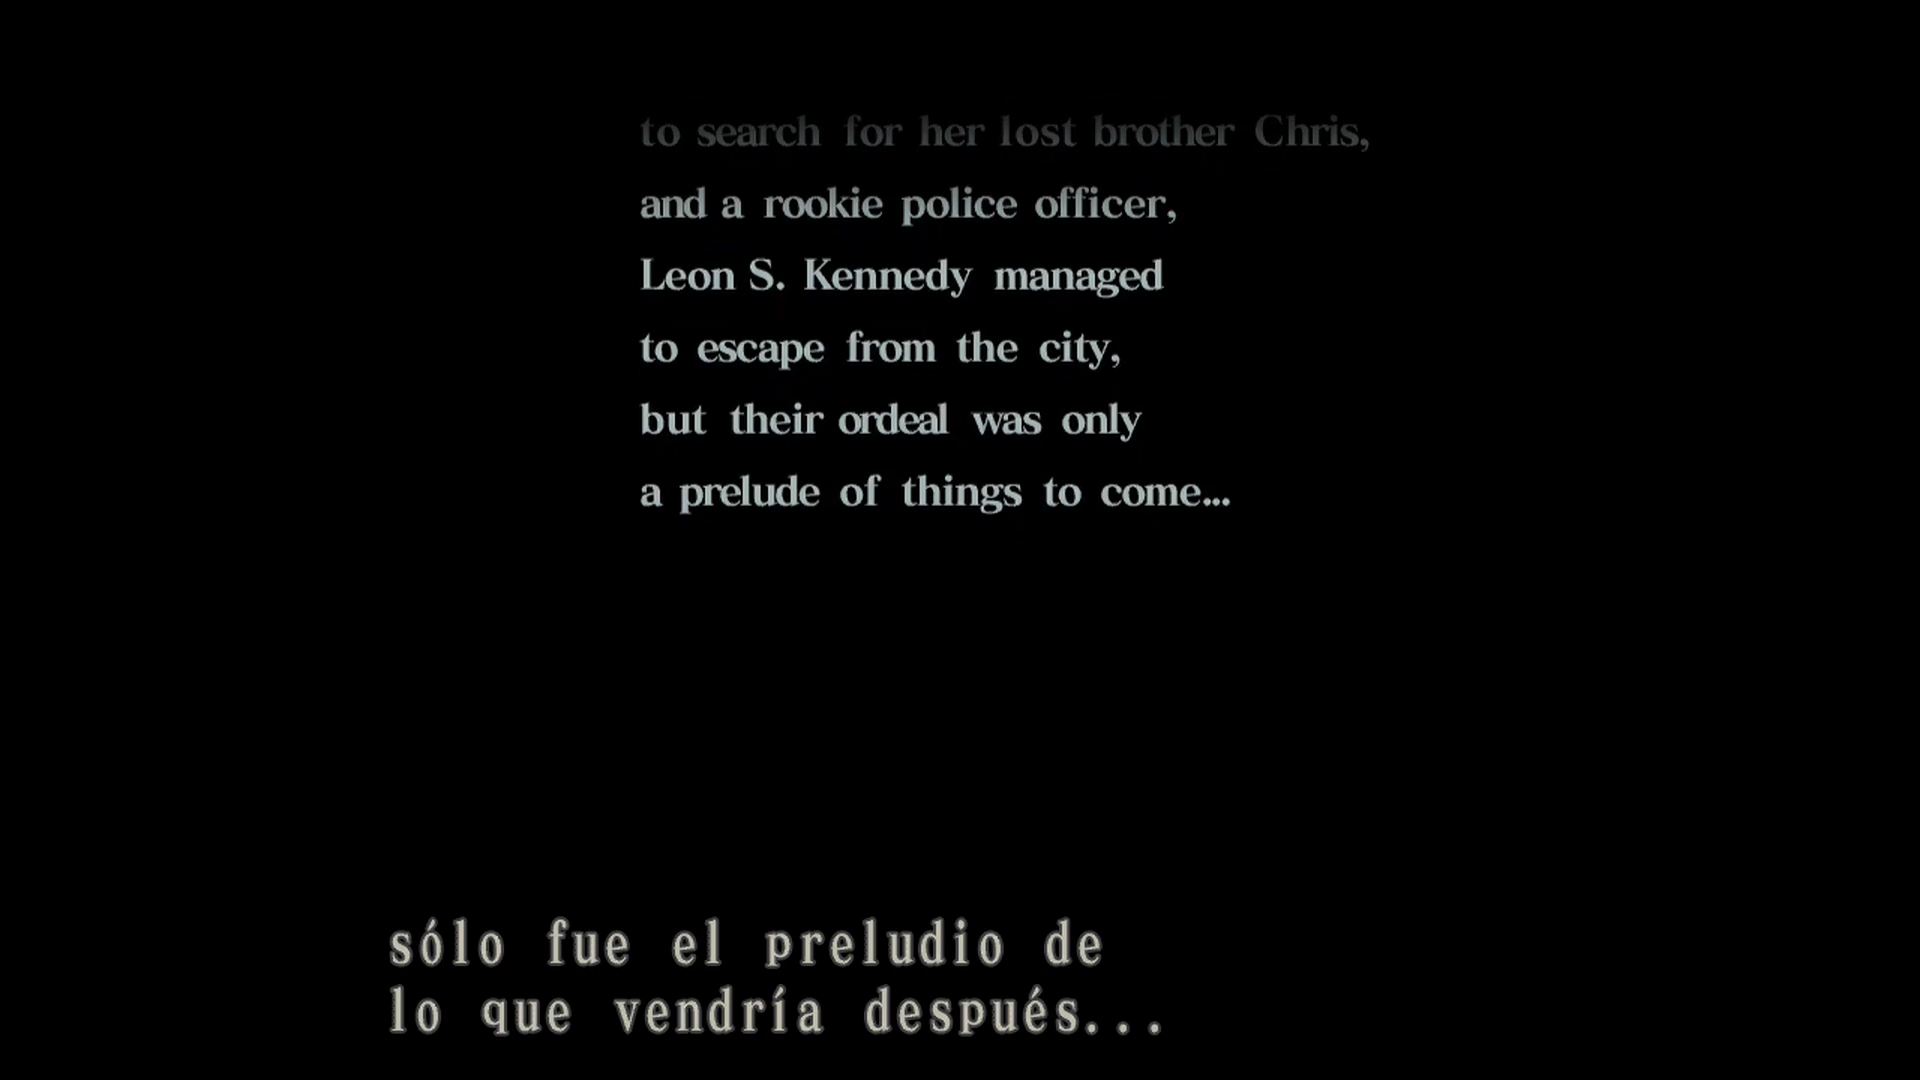 to search for her lost brother Chris,
and a rookie police officer,
Leon S. Kennedy managed
to escape from the city,
but their ordeal was only
a prelude of things to come...
sólo fue el preludio de
lo que vendría después...